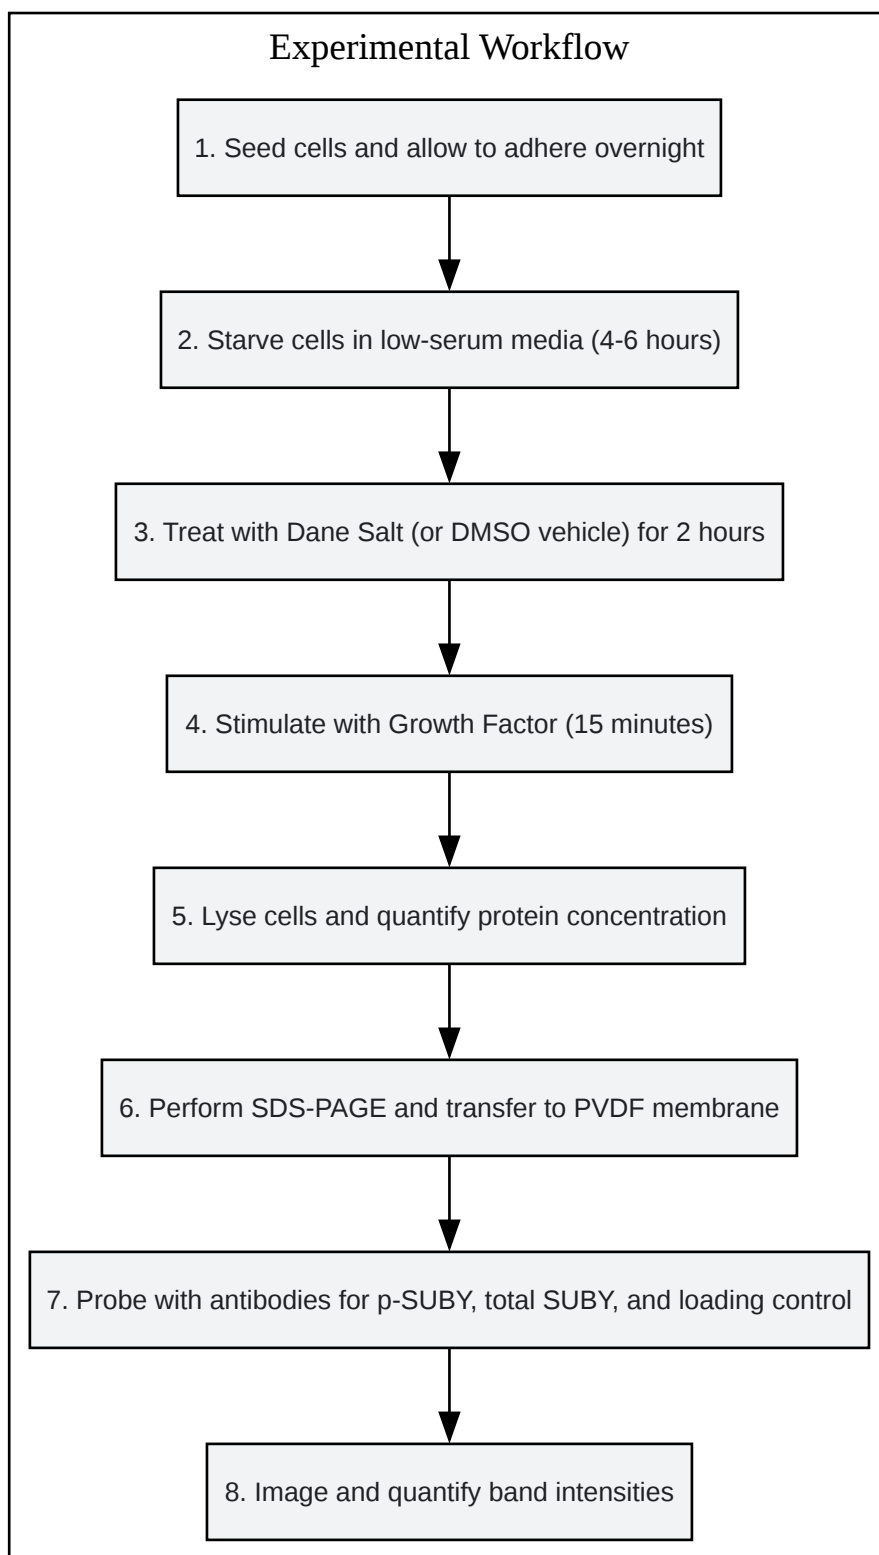 Experimental Workflow
1. Seed cells and allow to adhere overnight
2. Starve cells in low-serum media (4-6 hours)
3. Treat with Dane Salt (or DMSO vehicle) for 2 hours
4. Stimulate with Growth Factor (15 minutes)
5. Lyse cells and quantify protein concentration
6. Perform SDS-PAGE and transfer to PVDF membrane
7. Probe with antibodies for p-SUBY, total SUBY, and loading control
8. Image and quantify band intensities